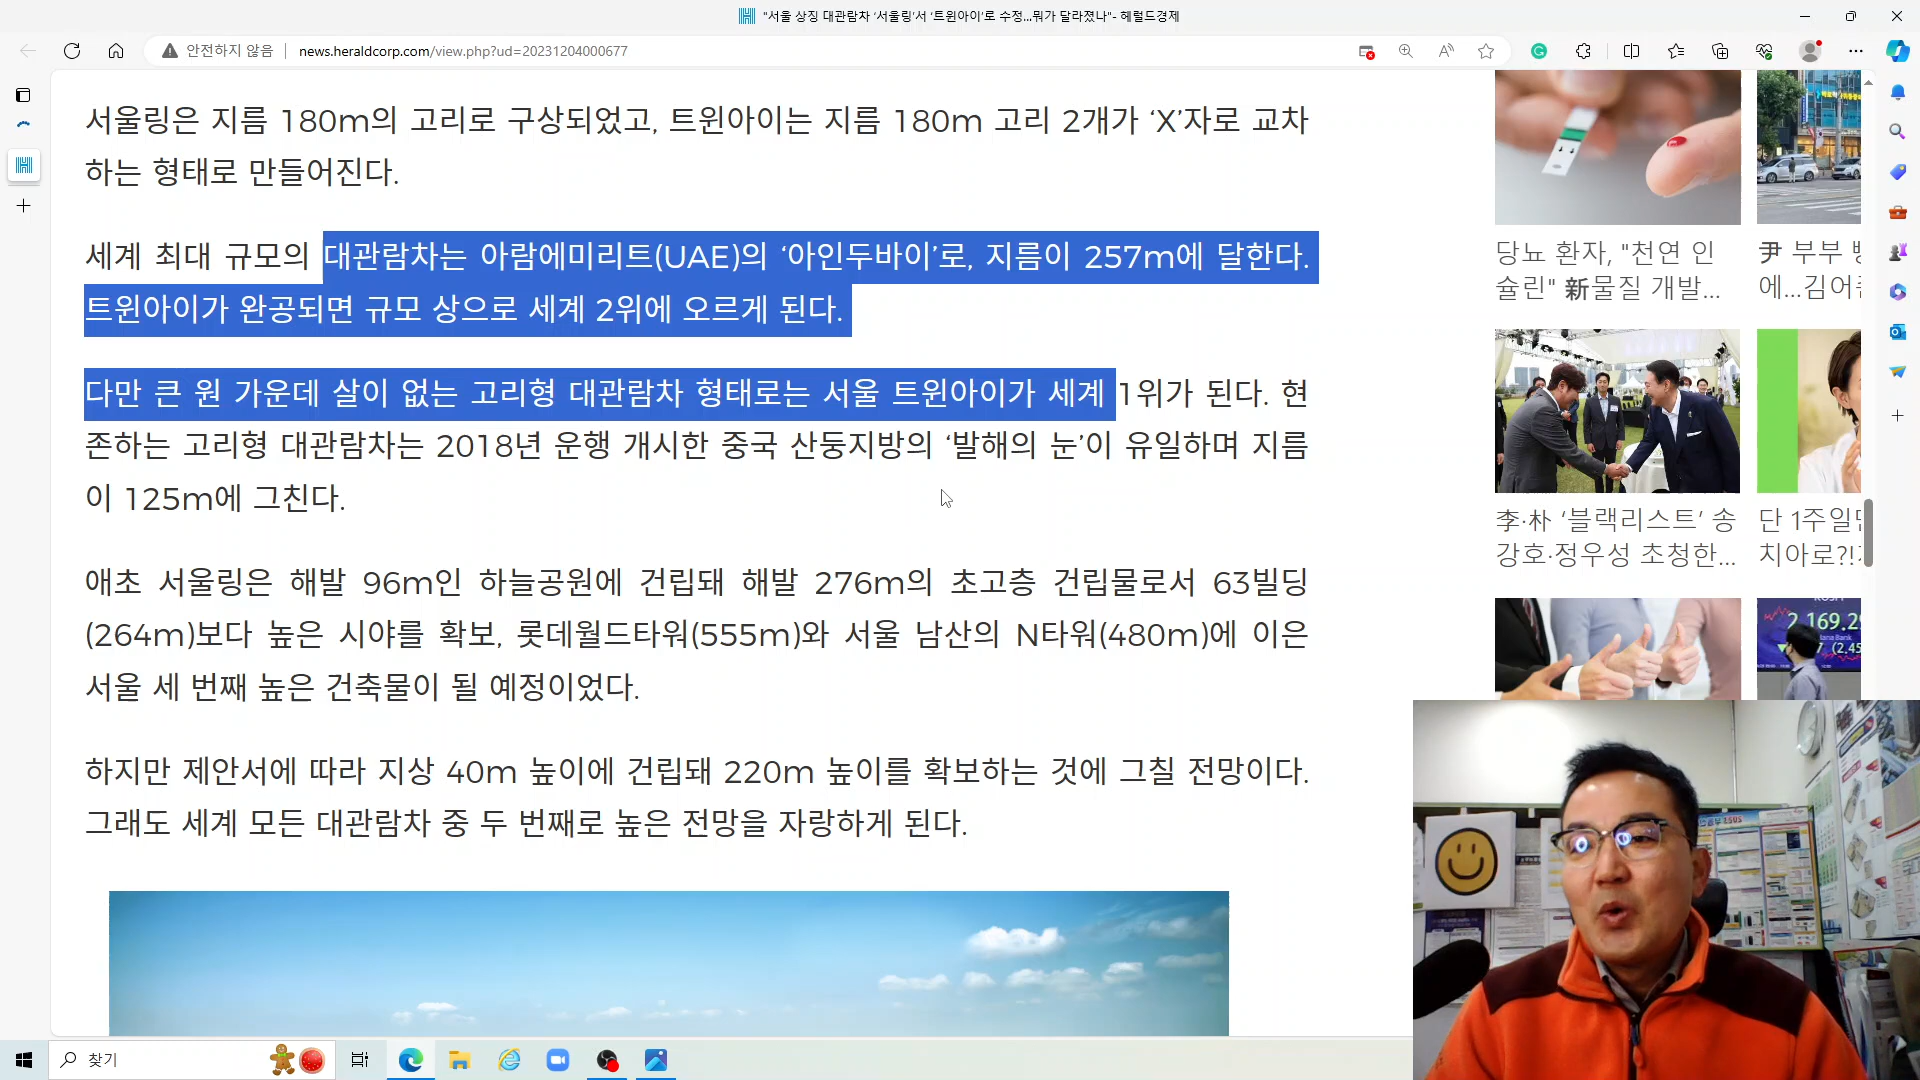 "서울 상징 대관람차 ‘서울링’서 ‘트윈아이’로 수정...뭐가 달라졌나"- 헤럴드경제
안전하지 않음
news.heraldcorp.com/view.php?ud=20231204000677
서울링은 지름 180m의 고리로 구상되었고, 트윈아이는 지름 180m 고리 2개가 ‘X’자로 교차
하는 형태로 만들어진다.
세계 최대 규모의 대관람차는 아람에미리트(UAE)의 ‘아인두바이’로, 지름이 257m에 달한다.
트윈아이가 완공되면 규모 상으로 세계 2위에 오르게 된다.
다만 큰 원 가운데 살이 없는 고리형 대관람차 형태로는 서울 트윈아이가 세계 1위가 된다. 현
존하는 고리형 대관람차는 2018년 운행 개시한 중국 산둥지방의 ‘발해의 눈’이 유일하며 지름
이 125m에 그친다.
애초 서울링은 해발 96m인 하늘공원에 건립돼 해발 276m의 초고층 건립물로서 63빌딩
(264m)보다 높은 시야를 확보, 롯데월드타워(555m)와 서울 남산의 N타워(480m)에 이은
서울 세 번째 높은 건축물이 될 예정이었다.
하지만 제안서에 따라 지상 40m 높이에 건립돼 220m 높이를 확보하는 것에 그칠 전망이다.
그래도 세계 모든 대관람차 중 두 번째로 높은 전망을 자랑하게 된다.
당뇨 환자, "천연 인
슐린" 新물질 개발...
尹 부부
에...김어
李·朴 ‘블랙리스트’ 송
강호·정우성 초청한...
단 1주일
치아로?!
2,169.2
Hana Bank
(2,45
찾기